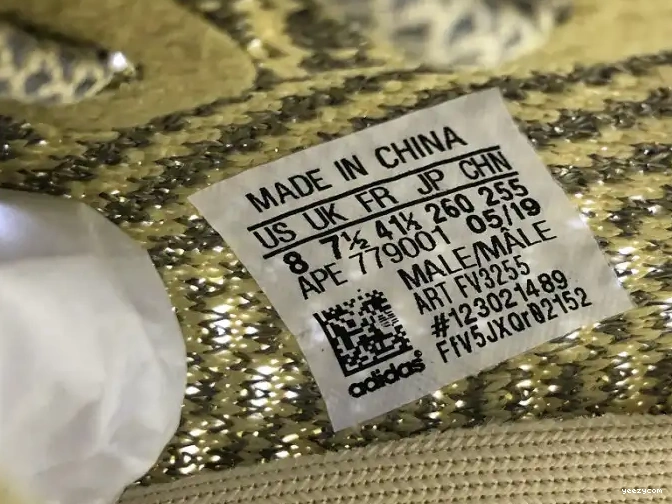 MADE IN CHINA
US UK FR JP CHN
8 7½ 41⅓ 260 255
APE 779001 05/19
MALE/MÂLE
ART FV3255
#123021489
FfV5JXQr02152
adidas®
yeezycom